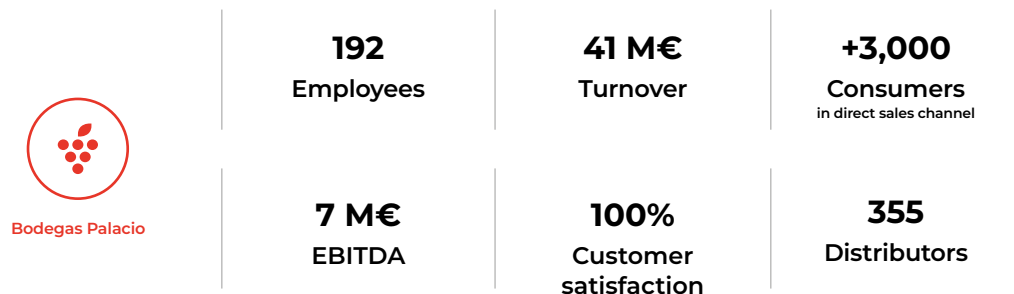 192
Employees
41 M€
Turnover
+3,000
Consumers
in direct sales channel
Bodegas Palacio
7 M€
EBITDA
100%
Customer
satisfaction
355
Distributors